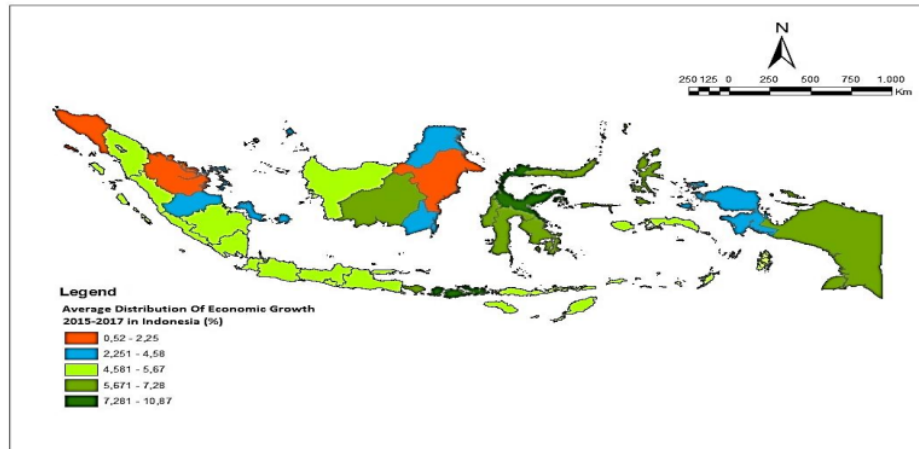 N
250 125 0 250 500 750 1.000
Km
Legend
Average Distribution Of Economic Growth
2015-2017 in Indonesia (%)
0,52 - 2,25
2,251 - 4,58
4,581 - 5,67
5,671 - 7,28
7,281 - 10,87